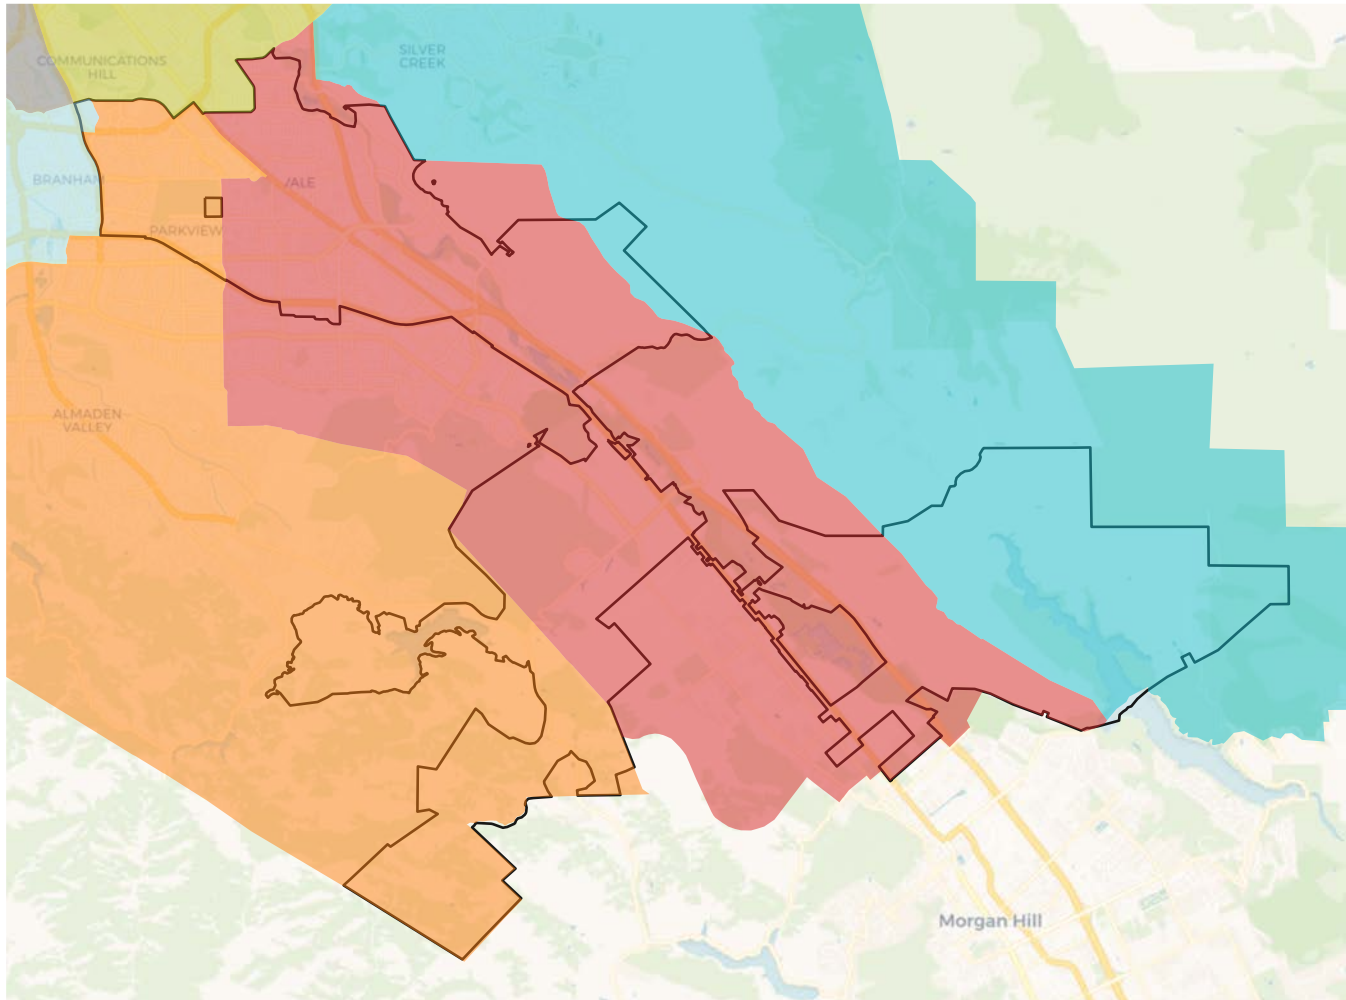 COMMUNICATIONS
HILL
SILVER
CREEK
BRANHAM
VALE
PARKVIEW
ALMADEN
VALLEY
Morgan Hill